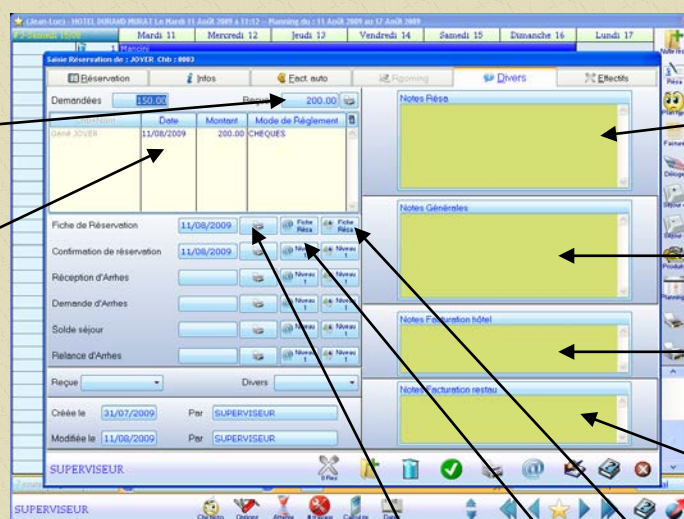 (Jean-Luc) - HOTEL DURAND MURAT Le Mardi 11 Août 2009 à 11:12 -- Planning du : 11 Août 2009 au 17 Août 2009
Mardi 11 Mercredi 12 Jeudi 13 Vendredi 14 Samedi 15 Dimanche 16 Lundi 17
1 Mancini
Saisie Réservation de : JOYER Chb : 0003
Réservation Infos Fact. auto Rooming Divers Effectifs
Demandées 150.00 Reçue 200.00
Date Montant Mode de Réglement
Géné JOVER 11/08/2009 200.00 CHEQUES
Notes Résa
Notes Générales
Fiche de Réservation 11/08/2009 Fiche Résa Fiche Résa
Confirmation de réservation 11/08/2009 Niveau 1 Niveau 1
Réception d'Arrhes Niveau 1 Niveau 1
Demande d'Arrhes Niveau 1 Niveau 1
Solde séjour Niveau 1 Niveau 1
Relance d'Arrhes Niveau 1 Niveau 1
Notes Facturation hôtel
Reçue Divers
Notes Facturation restau
Créée le 31/07/2009 Par SUPERVISEUR
Modifiée le 11/08/2009 Par SUPERVISEUR
SUPERVISEUR
SUPERVISEUR